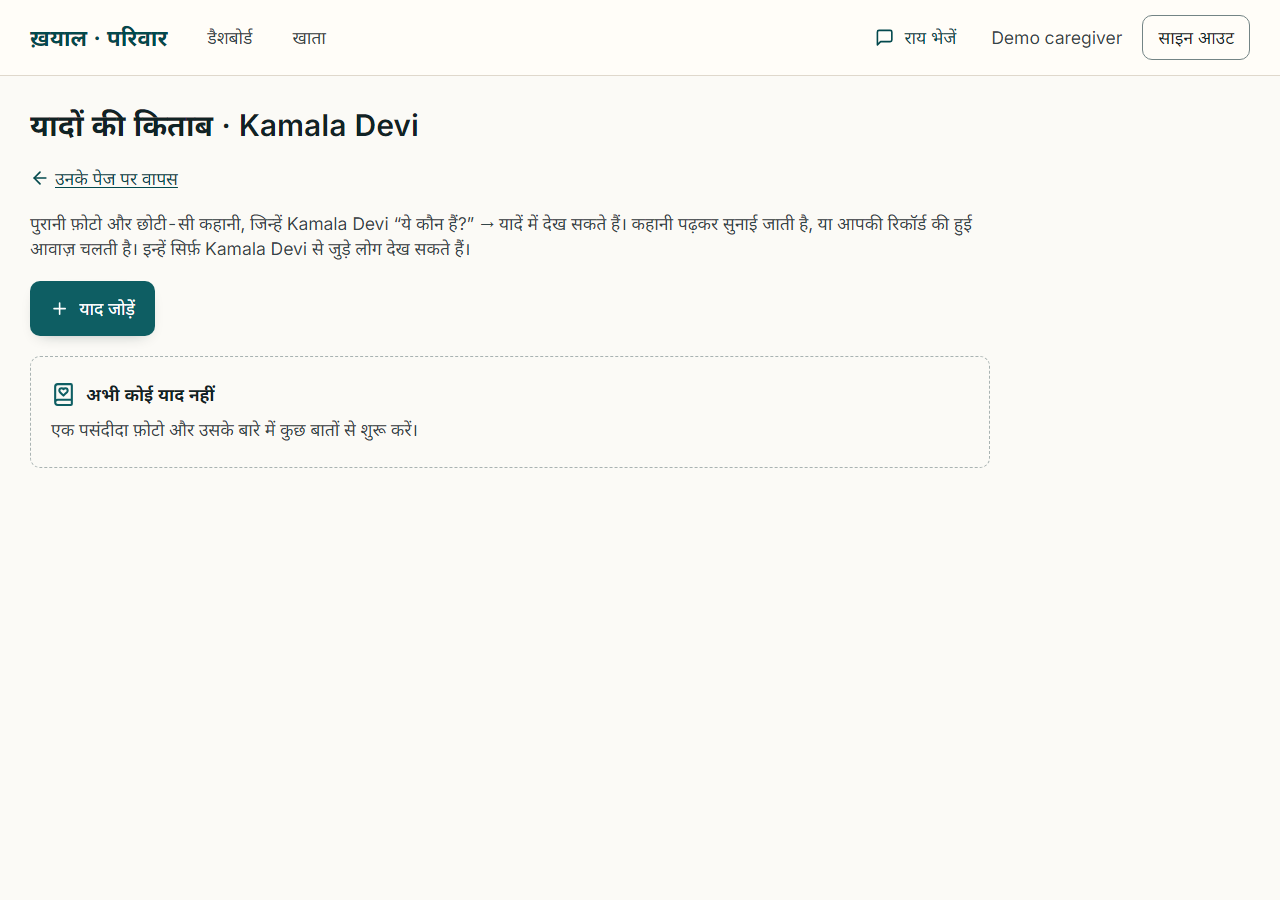 ख़याल · परिवार
डैशबोर्ड
खाता
राय भेजें
Demo caregiver
साइन आउट
यादों की किताब · Kamala Devi
← उनके पेज पर वापस
पुरानी फ़ोटो और छोटी-सी कहानी, जिन्हें Kamala Devi “ये कौन हैं?” → यादें में देख सकते हैं। कहानी पढ़कर सुनाई जाती है, या आपकी रिकॉर्ड की हुई
आवाज़ चलती है। इन्हें सिर्फ़ Kamala Devi से जुड़े लोग देख सकते हैं।
+ याद जोड़ें
अभी कोई याद नहीं
एक पसंदीदा फ़ोटो और उसके बारे में कुछ बातों से शुरू करें।